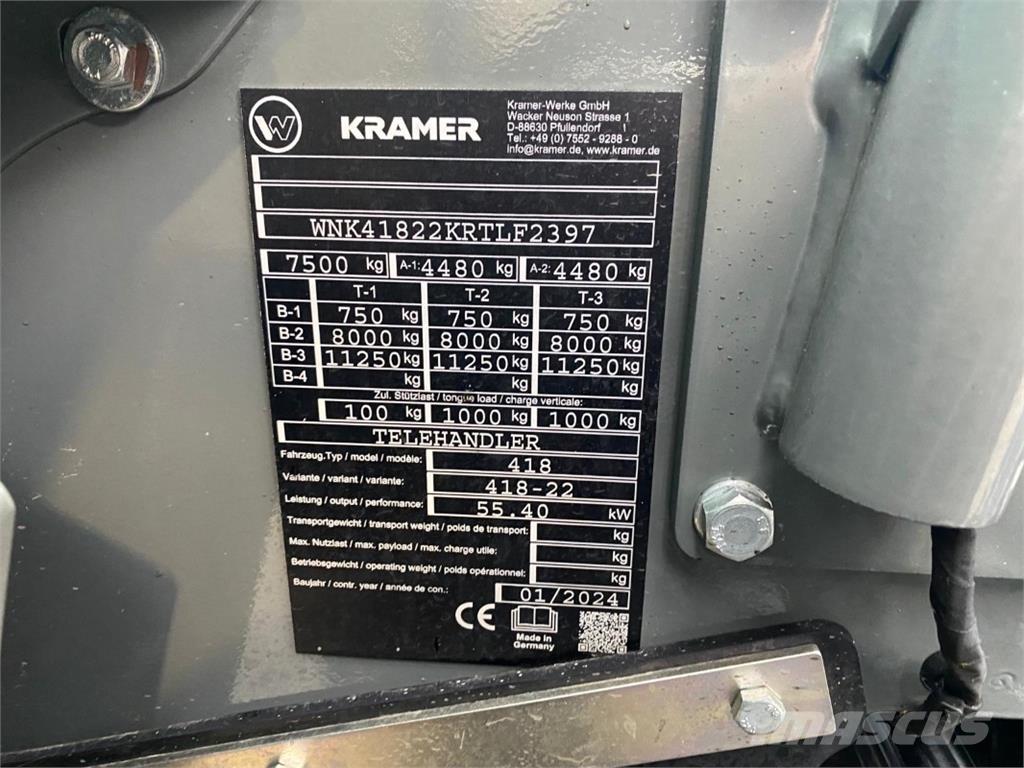 KRAMER
Kramer-Werke GmbH
Wacker Neuson Strasse 1
D-88630 Pfullendorf
Tel.: +49 (0) 7552 - 9288 - 0
info@kramer.de, www.kramer.de
WNK41822KRTLF2397
7500 kg A-1: 4480 kg A-2: 4480 kg
T-1 T-2 T-3
B-1 750 kg 750 kg 750 kg
B-2 8000 kg 8000 kg 8000 kg
B-3 11250 kg 11250 kg 11250 kg
B-4 kg kg kg
Zul. Stützlast / tongue load / charge verticale:
100 kg 1000 kg 1000 kg
TELEHANDLER
Fahrzeug.Typ / model / modèle: 418
Variante / variant / variante: 418-22
Leistung / output / performance: 55.40 kW
Transportgewicht / transport weight / poids de transport: kg
Max. Nutzlast / max. payload / max. charge utile: kg
Betriebsgewicht / operating weight / poids opérationnel: kg
Baujahr / contr. year / année de con.: 01/2024
CE
Made in
Germany
MASCUS